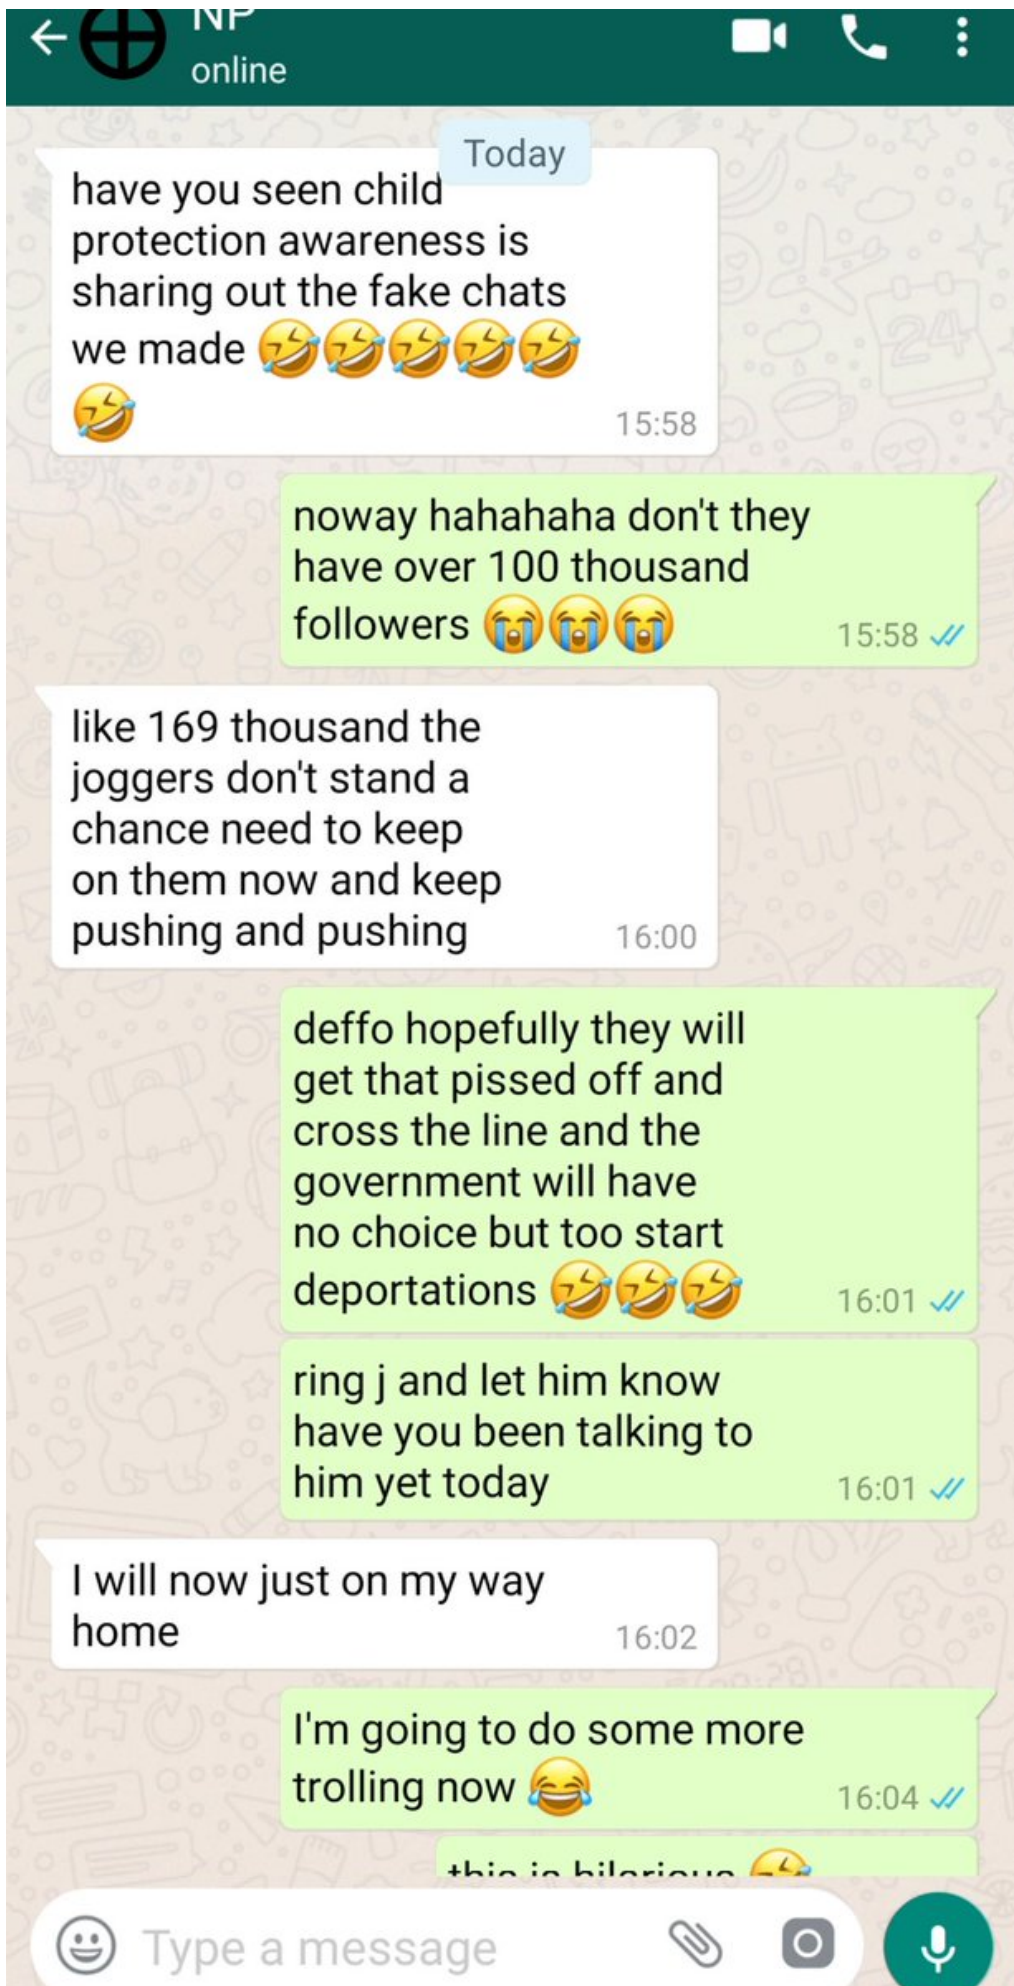 NP
online
Today
have you seen child
protection awareness is
sharing out the fake chats
we made 🤣🤣🤣🤣🤣
🤣
15:58
noway hahahaha don't they
have over 100 thousand
followers 😭😭😭
15:58
like 169 thousand the
joggers don't stand a
chance need to keep
on them now and keep
pushing and pushing
16:00
deffo hopefully they will
get that pissed off and
cross the line and the
government will have
no choice but too start
deportations 🤣🤣🤣
16:01
ring j and let him know
have you been talking to
him yet today
16:01
I will now just on my way
home
16:02
I'm going to do some more
trolling now 😂
16:04
this is hilarious 🤣
Type a message